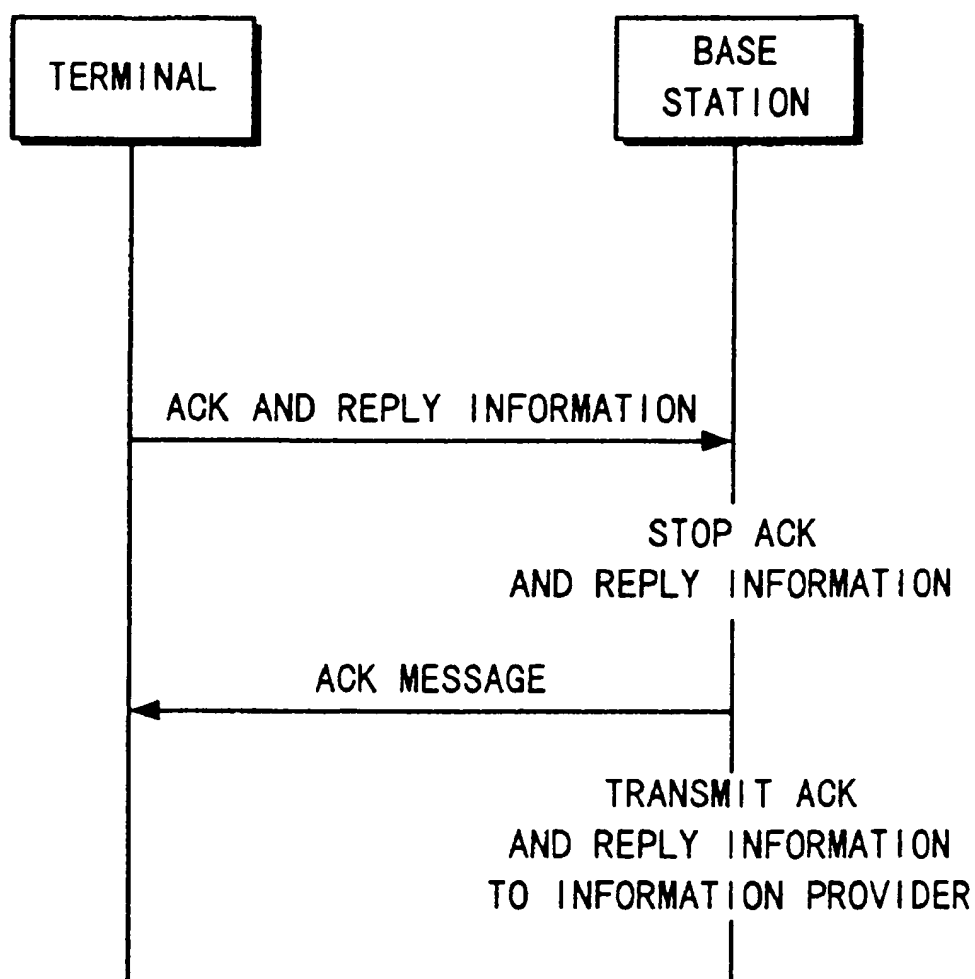 TERMINAL
BASE
STATION
ACK AND REPLY INFORMATION
STOP ACK
AND REPLY INFORMATION
ACK MESSAGE
TRANSMIT ACK
AND REPLY INFORMATION
TO INFORMATION PROVIDER